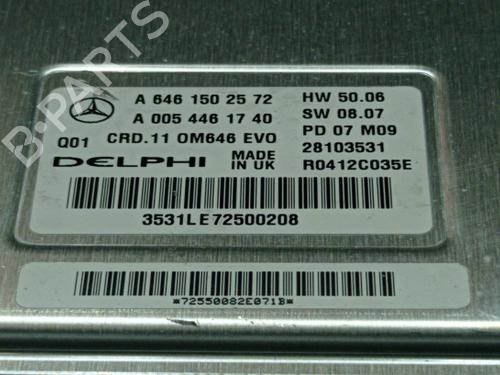 B-PARTS
A 646 150 25 72 HW 50.06
A 005 446 17 40 SW 08.07
Q01 CRD.11 OM646 EVO PD 07 M09
28103531
DELPHI MADE IN UK R0412C035E
3531LE72500208
*72550082E071B*